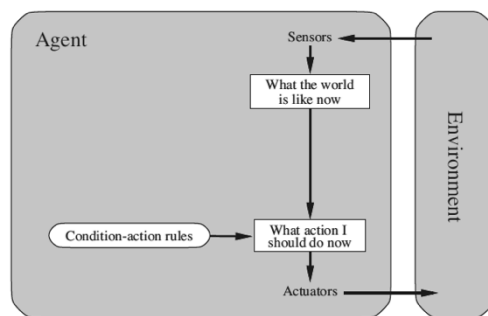 Agent
Sensors
What the world
is like now
Environment
Condition-action rules
What action I
should do now
Actuators